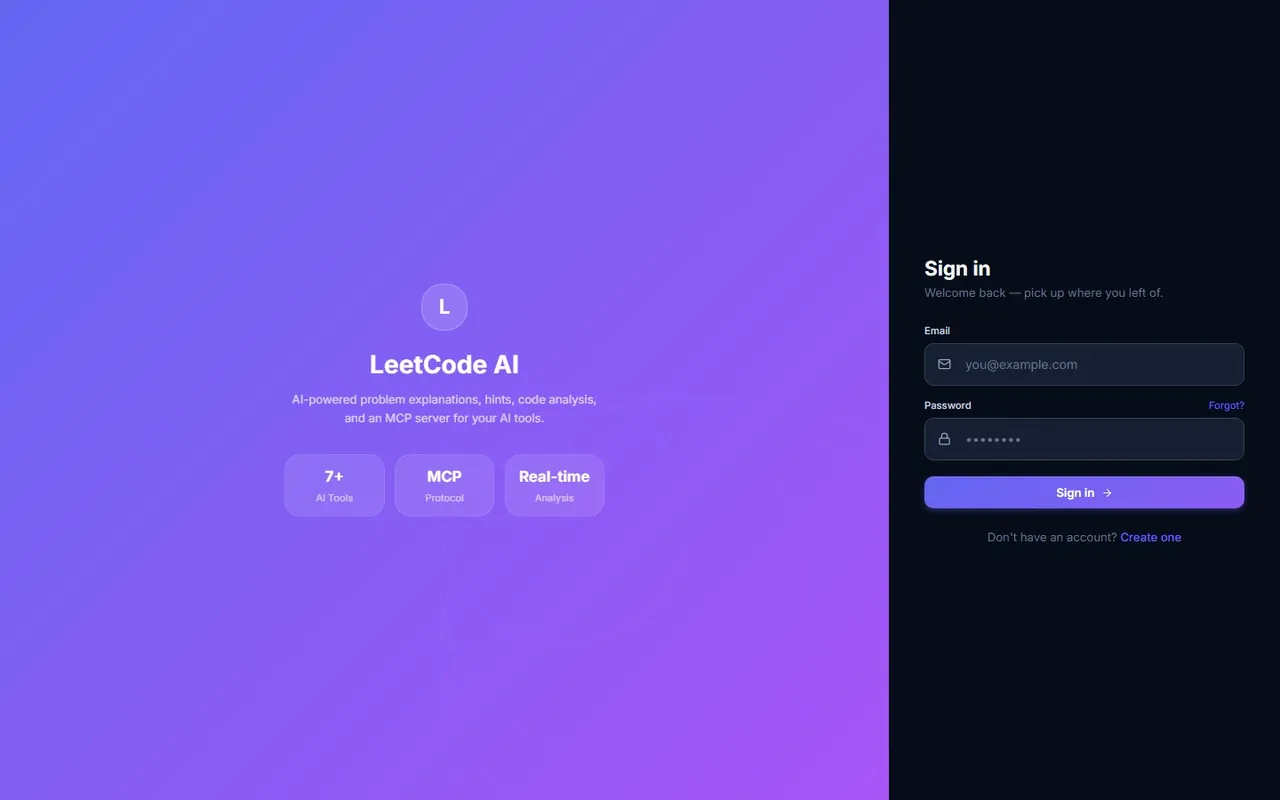 L
LeetCode AI
AI-powered problem explanations, hints, code analysis,
and an MCP server for your AI tools.
7+
AI Tools
MCP
Protocol
Real-time
Analysis
Sign in
Welcome back — pick up where you left of.
Email
you@example.com
Password
Forgot?
••••••••
Sign in →
Don't have an account? Create one